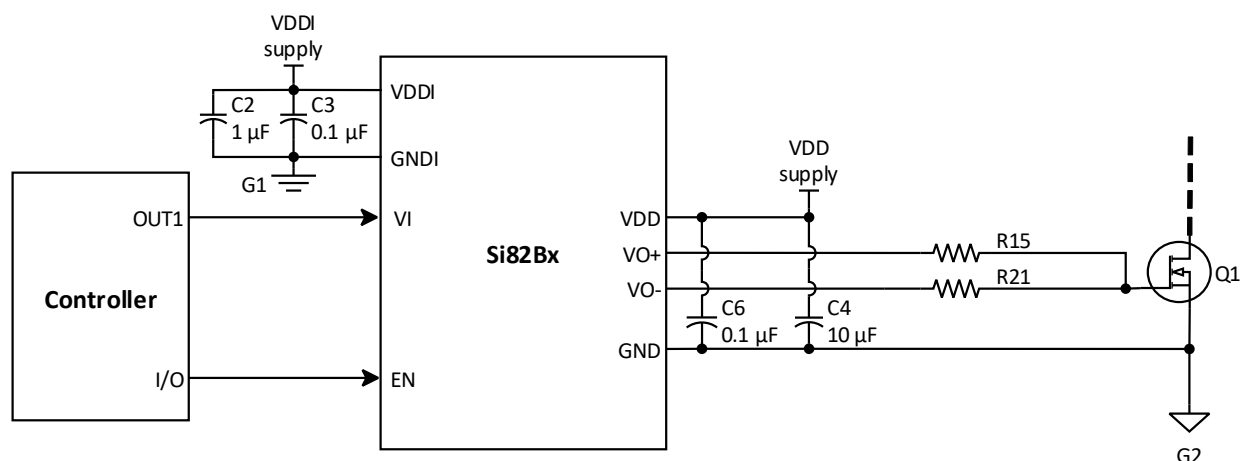 VDDI
supply
C2
1 µF
C3
0.1 µF
VDDI
GNDI
G1
Controller
OUT1
I/O
VI
EN
Si82Bx
VDD
VO+
VO-
GND
VDD
supply
C6
0.1 µF
C4
10 µF
R15
R21
Q1
G2